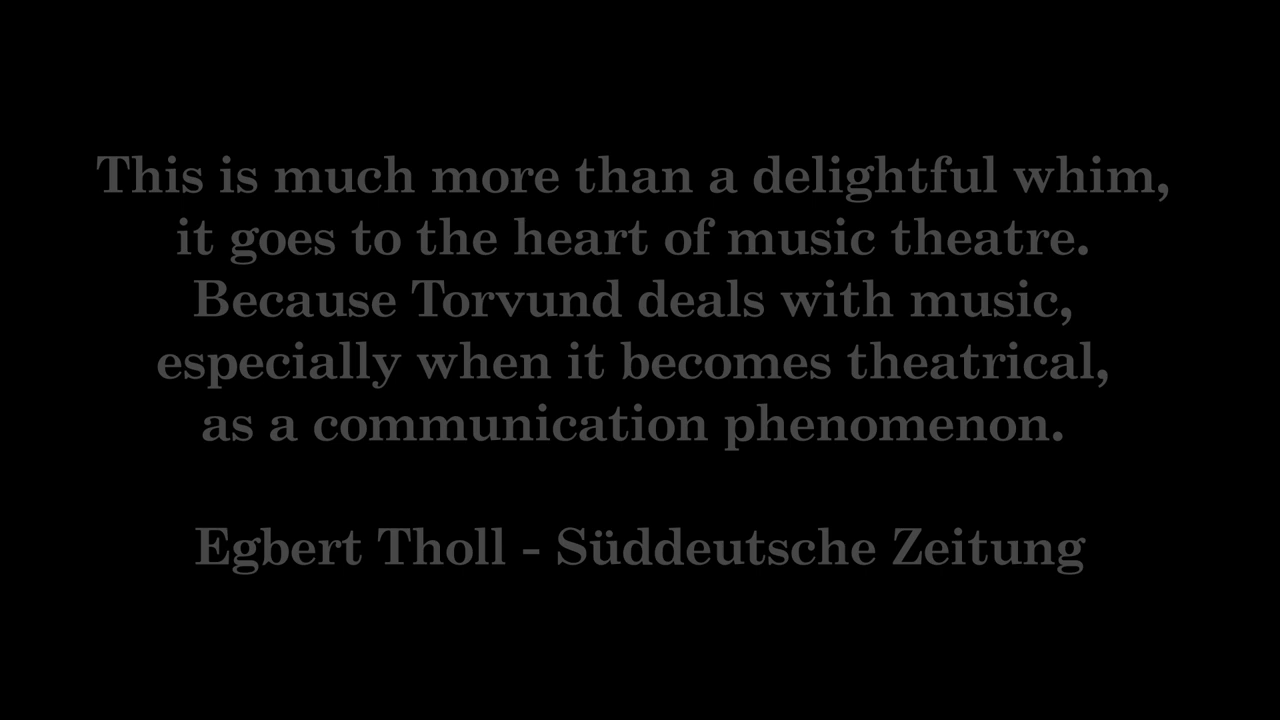 This is much more than a delightful whim,
it goes to the heart of music theatre.
Because Torvund deals with music,
especially when it becomes theatrical,
as a communication phenomenon.
Egbert Tholl - Süddeutsche Zeitung